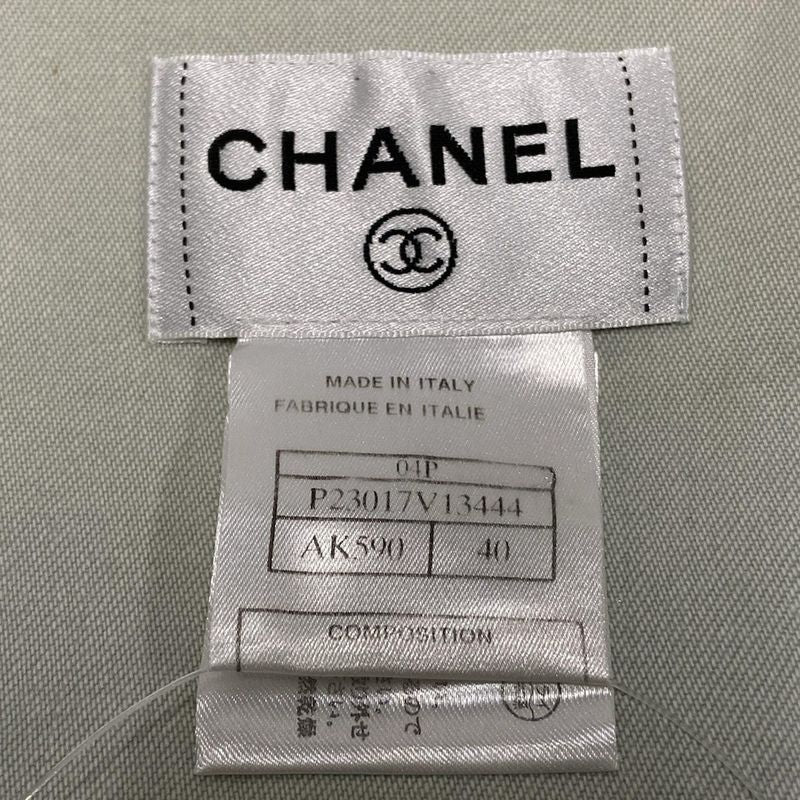 CHANEL
MADE IN ITALY
FABRIQUE EN ITALIE
04P
P23017V13444
AK590 40
COMPOSITION